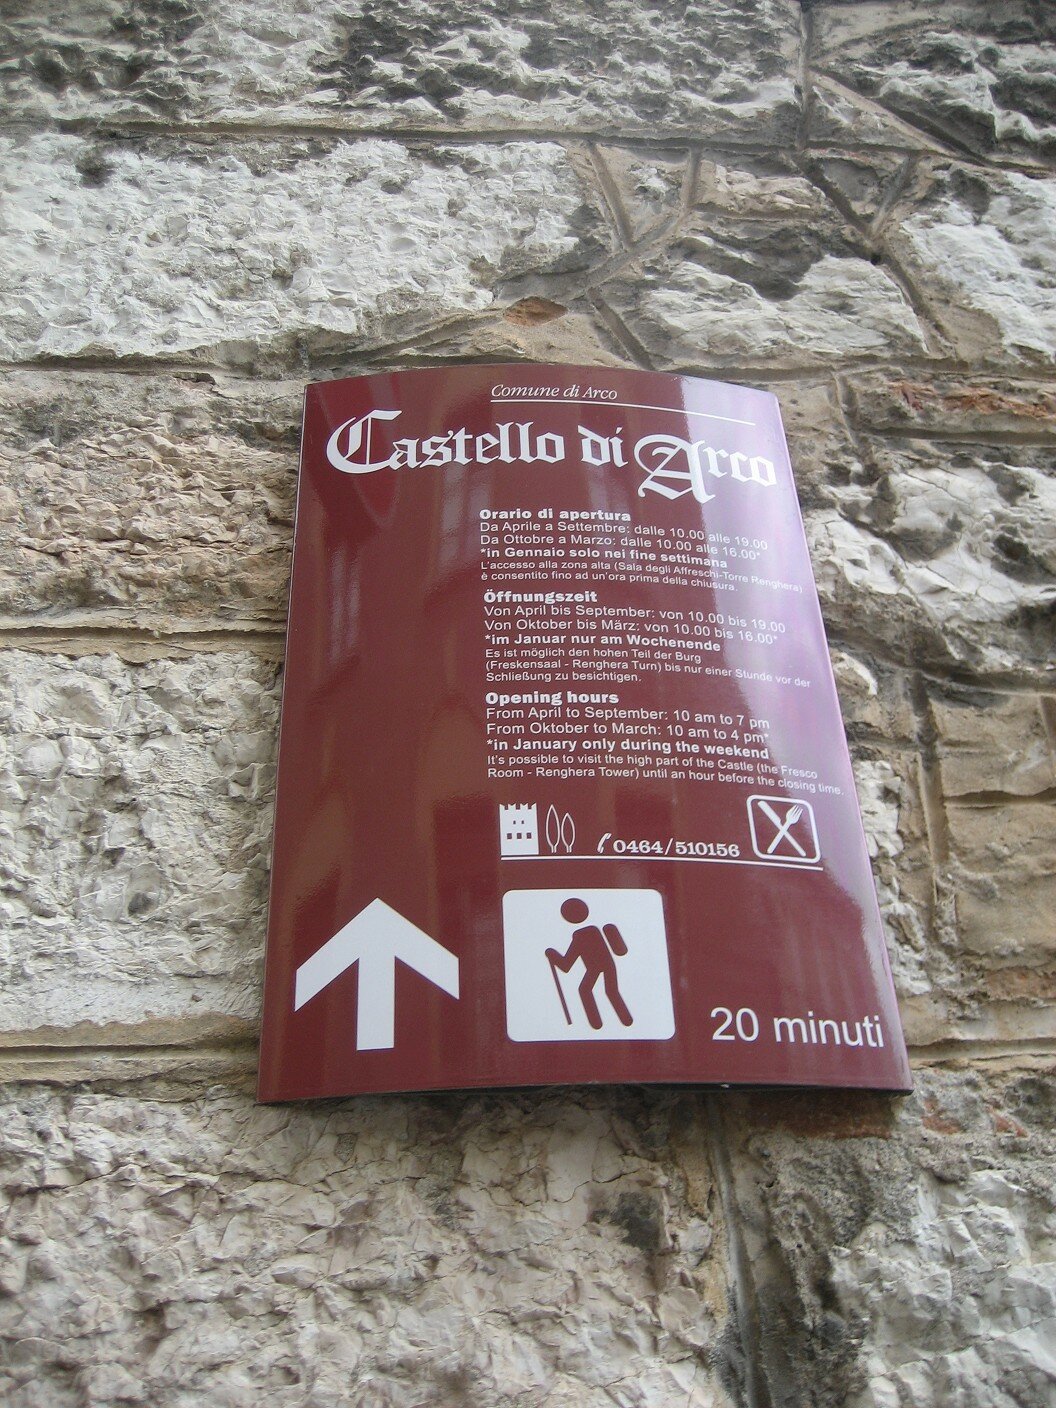 Comune di Arco
Castello di Arco
Orario di apertura
Da Aprile a Settembre: dalle 10.00 alle 19.00
Da Ottobre a Marzo: dalle 10.00 alle 16.00*
*in Gennaio solo nei fine settimana
L'accesso alla zona alta (Sala degli Affreschi-Torre Renghera)
è consentito fino ad un'ora prima della chiusura.
Öffnungszeit
Von April bis September: von 10.00 bis 19.00
Von Oktober bis März: von 10.00 bis 16.00*
*im Januar nur am Wochenende
Es ist möglich den hohen Teil der Burg
(Freskensaal - Renghera Turn) bis nur einer Stunde vor der
Schließung zu besichtigen.
Opening hours
From April to September: 10 am to 7 pm
From Oktober to March: 10 am to 4 pm*
*in January only during the weekend
It's possible to visit the high part of the Castle (the Fresco
Room - Renghera Tower) until an hour before the closing time.
0464/510156
20 minuti